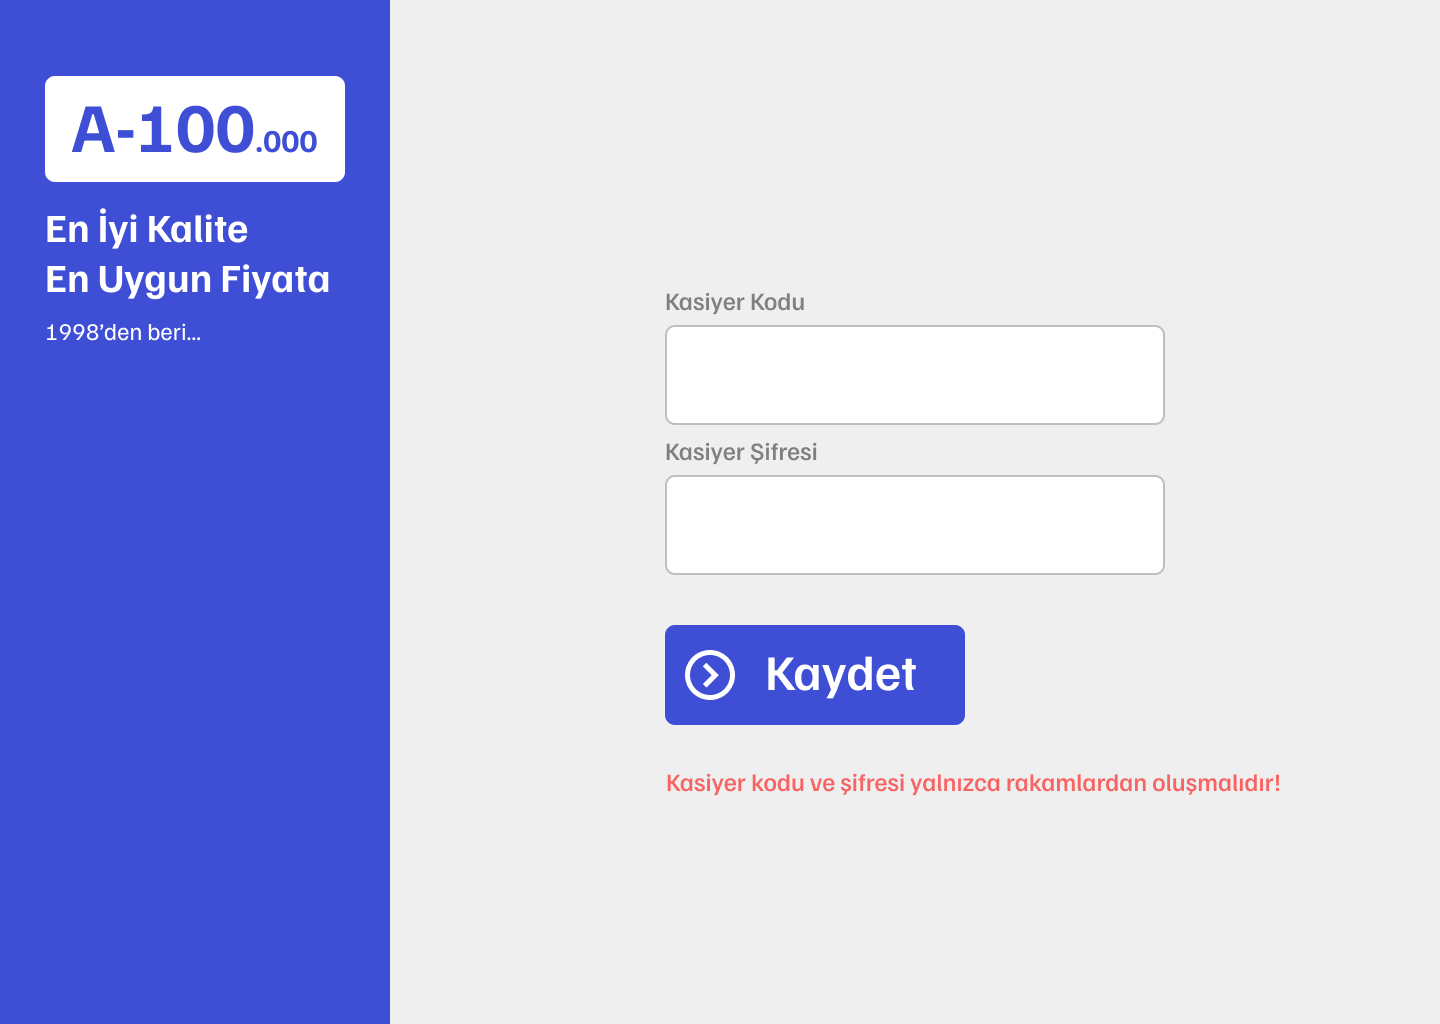 A-100.000
En İyi Kalite
En Uygun Fiyata
1998’den beri...
Kasiyer Kodu
Kasiyer Şifresi
Kaydet
Kasiyer kodu ve şifresi yalnızca rakamlardan oluşmalıdır!